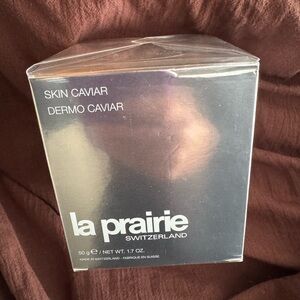 SKIN CAVIAR
DERMO CAVIAR
la prairie
SWITZERLAND
50 g ℮ / NET WT. 1.7 OZ.
MADE IN SWITZERLAND - FABRIQUÉ EN SUISSE